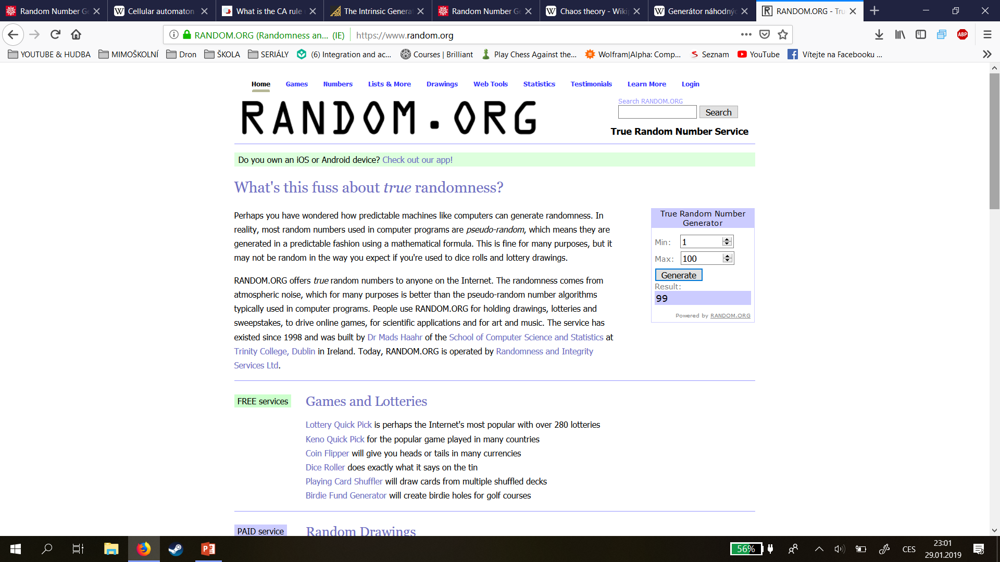 Random Number Ge
Cellular automaton
What is the CA rule
The Intrinsic Genera
Random Number Ge
Chaos theory - Wiki
Generátor náhodnýc
RANDOM.ORG - Tru
RANDOM.ORG (Randomness an... (IE)
https://www.random.org
ABP
YOUTUBE & HUDBA
MIMOŠKOLNÍ
Dron
ŠKOLA
SERIÁLY
(6) Integration and ac...
Courses | Brilliant
Play Chess Against the...
Wolfram|Alpha: Comp...
Seznam
YouTube
Vítejte na Facebooku ...
Home Games Numbers Lists & More Drawings Web Tools Statistics Testimonials Learn More Login
RANDOM.ORG
Search RANDOM.ORG
Search
True Random Number Service
Do you own an iOS or Android device? Check out our app!
What's this fuss about true randomness?
Perhaps you have wondered how predictable machines like computers can generate randomness. In
reality, most random numbers used in computer programs are pseudo-random, which means they are
generated in a predictable fashion using a mathematical formula. This is fine for many purposes, but it
may not be random in the way you expect if you're used to dice rolls and lottery drawings.
RANDOM.ORG offers true random numbers to anyone on the Internet. The randomness comes from
atmospheric noise, which for many purposes is better than the pseudo-random number algorithms
typically used in computer programs. People use RANDOM.ORG for holding drawings, lotteries and
sweepstakes, to drive online games, for scientific applications and for art and music. The service has
existed since 1998 and was built by Dr Mads Haahr of the School of Computer Science and Statistics at
Trinity College, Dublin in Ireland. Today, RANDOM.ORG is operated by Randomness and Integrity
Services Ltd.
True Random Number
Generator
Min: 1
Max: 100
Generate
Result:
99
Powered by RANDOM.ORG
FREE services
Games and Lotteries
Lottery Quick Pick is perhaps the Internet's most popular with over 280 lotteries
Keno Quick Pick for the popular game played in many countries
Coin Flipper will give you heads or tails in many currencies
Dice Roller does exactly what it says on the tin
Playing Card Shuffler will draw cards from multiple shuffled decks
Birdie Fund Generator will create birdie holes for golf courses
PAID service
Random Drawings
56%
CES
23:01
29.01.2019